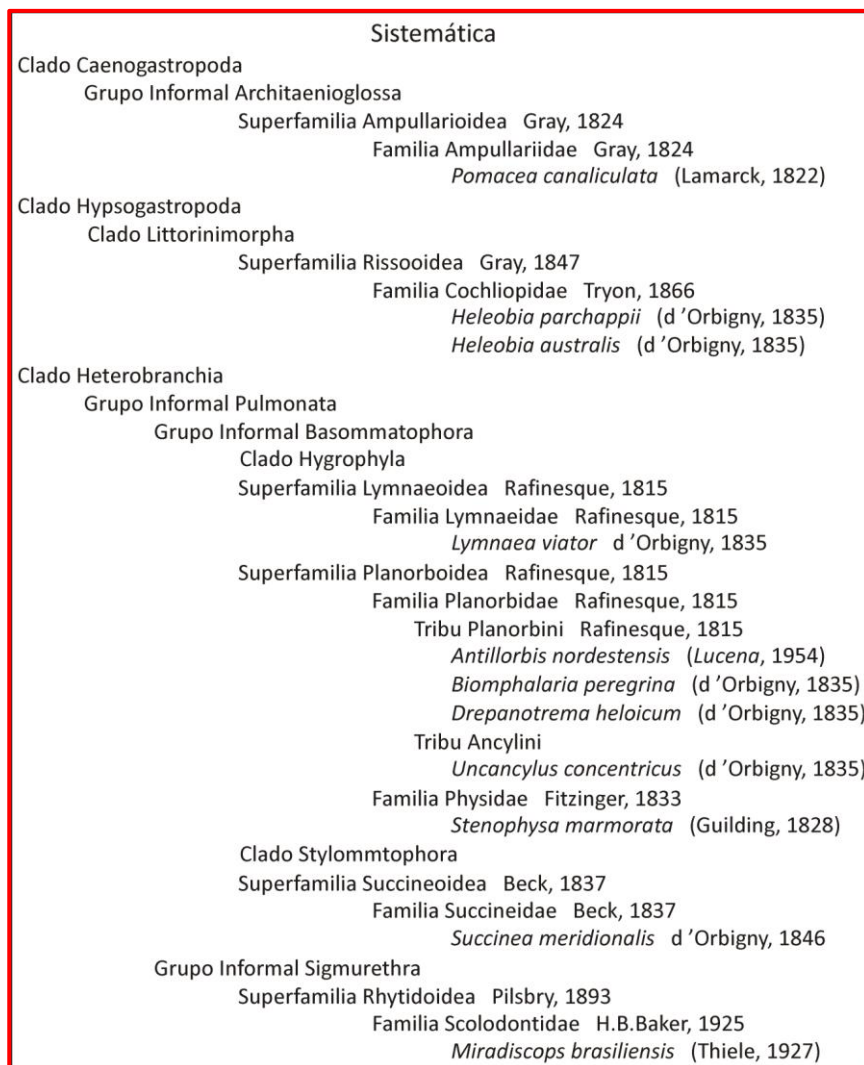 Sistemática
Clado Caenogastropoda
Grupo Informal Architaenioglossa
Superfamilia Ampullarioidea Gray, 1824
Familia Ampullariidae Gray, 1824
Pomacea canaliculata (Lamarck, 1822)
Clado Hypsogastropoda
Clado Littorinimorpha
Superfamilia Rissooidea Gray, 1847
Familia Cochliopidae Tryon, 1866
Heleobia parchappii (d ’Orbigny, 1835)
Heleobia australis (d ’Orbigny, 1835)
Clado Heterobranchia
Grupo Informal Pulmonata
Grupo Informal Basommatophora
Clado Hygrophyla
Superfamilia Lymnaeoidea Rafinesque, 1815
Familia Lymnaeidae Rafinesque, 1815
Lymnaea viator d ’Orbigny, 1835
Superfamilia Planorboidea Rafinesque, 1815
Familia Planorbidae Rafinesque, 1815
Tribu Planorbini Rafinesque, 1815
Antillorbis nordestensis (Lucena, 1954)
Biomphalaria peregrina (d ’Orbigny, 1835)
Drepanotrema heloicum (d ’Orbigny, 1835)
Tribu Ancylini
Uncancylus concentricus (d ’Orbigny, 1835)
Familia Physidae Fitzinger, 1833
Stenophysa marmorata (Guilding, 1828)
Clado Stylommtophora
Superfamilia Succineoidea Beck, 1837
Familia Succineidae Beck, 1837
Succinea meridionalis d ’Orbigny, 1846
Grupo Informal Sigmurethra
Superfamilia Rhytidoidea Pilsbry, 1893
Familia Scolodontidae H.B.Baker, 1925
Miradiscops brasiliensis (Thiele, 1927)